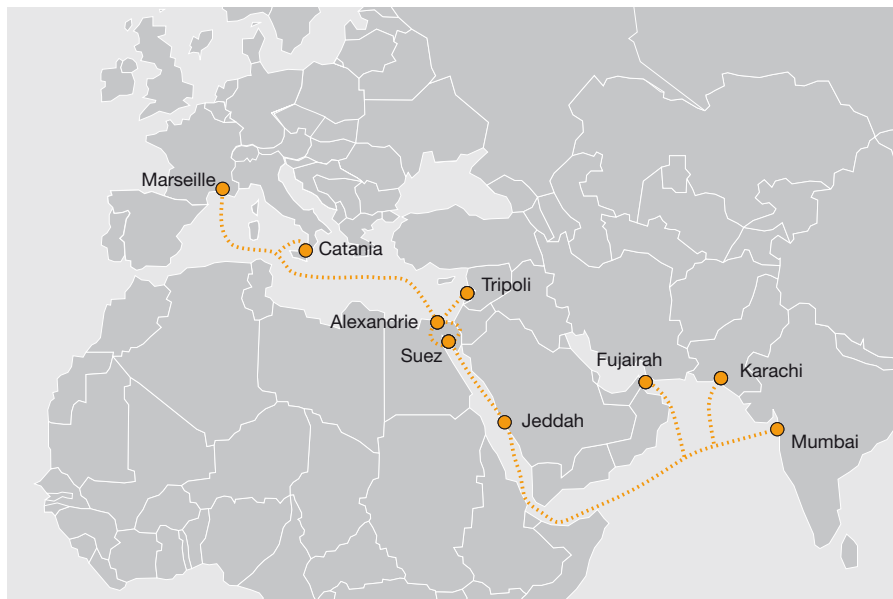 Marseille
Catania
Tripoli
Alexandrie
Suez
Fujairah
Karachi
Jeddah
Mumbai